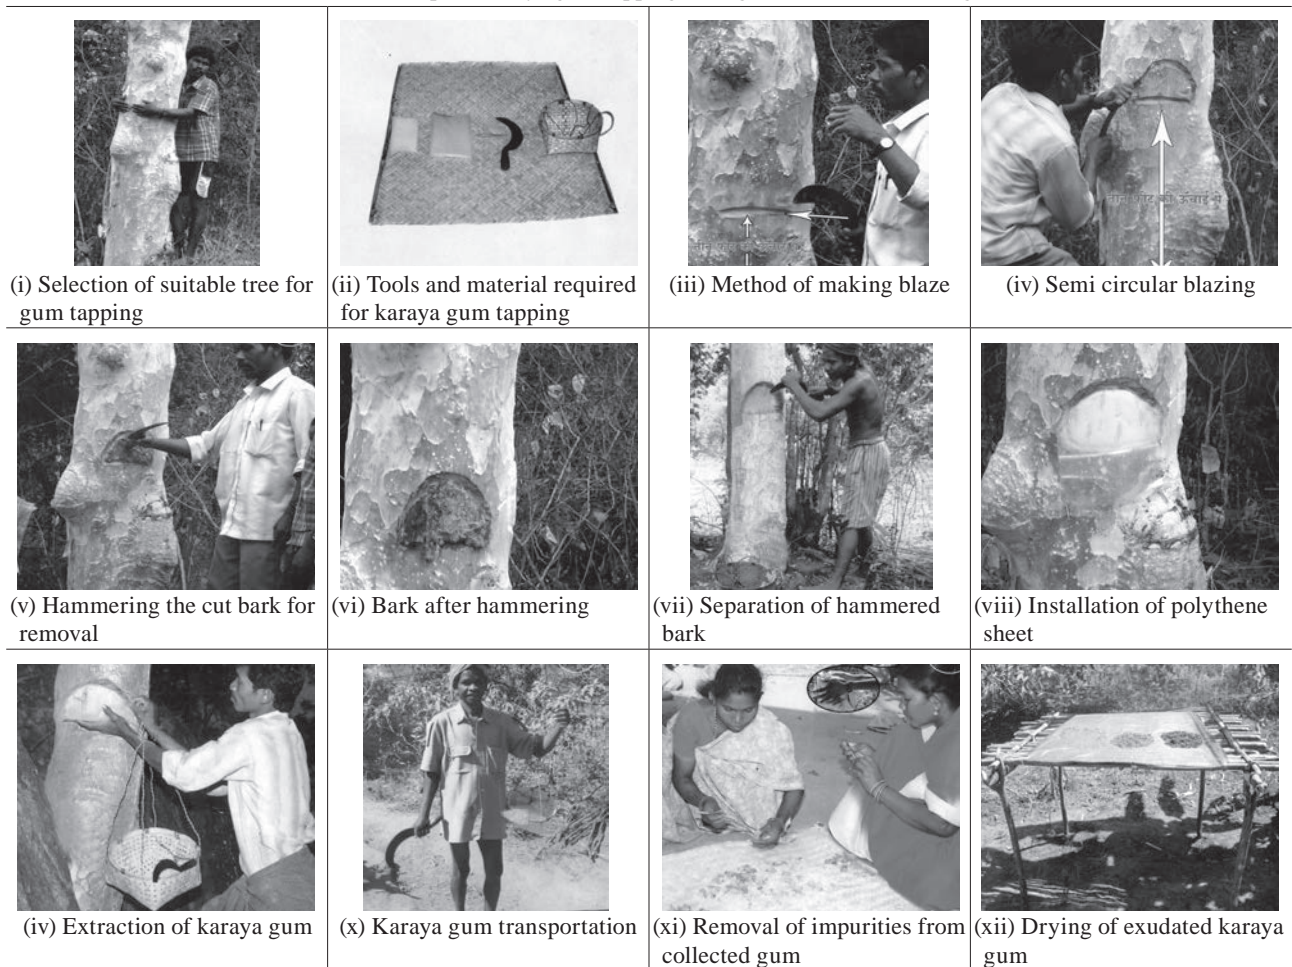 (i) Selection of suitable tree for
gum tapping
(ii) Tools and material required
for karaya gum tapping
(iii) Method of making blaze
तीन फीट की ऊंचाई से
(iv) Semi circular blazing
(v) Hammering the cut bark for
removal
(vi) Bark after hammering
(vii) Separation of hammered
bark
(viii) Installation of polythene
sheet
(iv) Extraction of karaya gum
(x) Karaya gum transportation
(xi) Removal of impurities from
collected gum
(xii) Drying of exudated karaya
gum